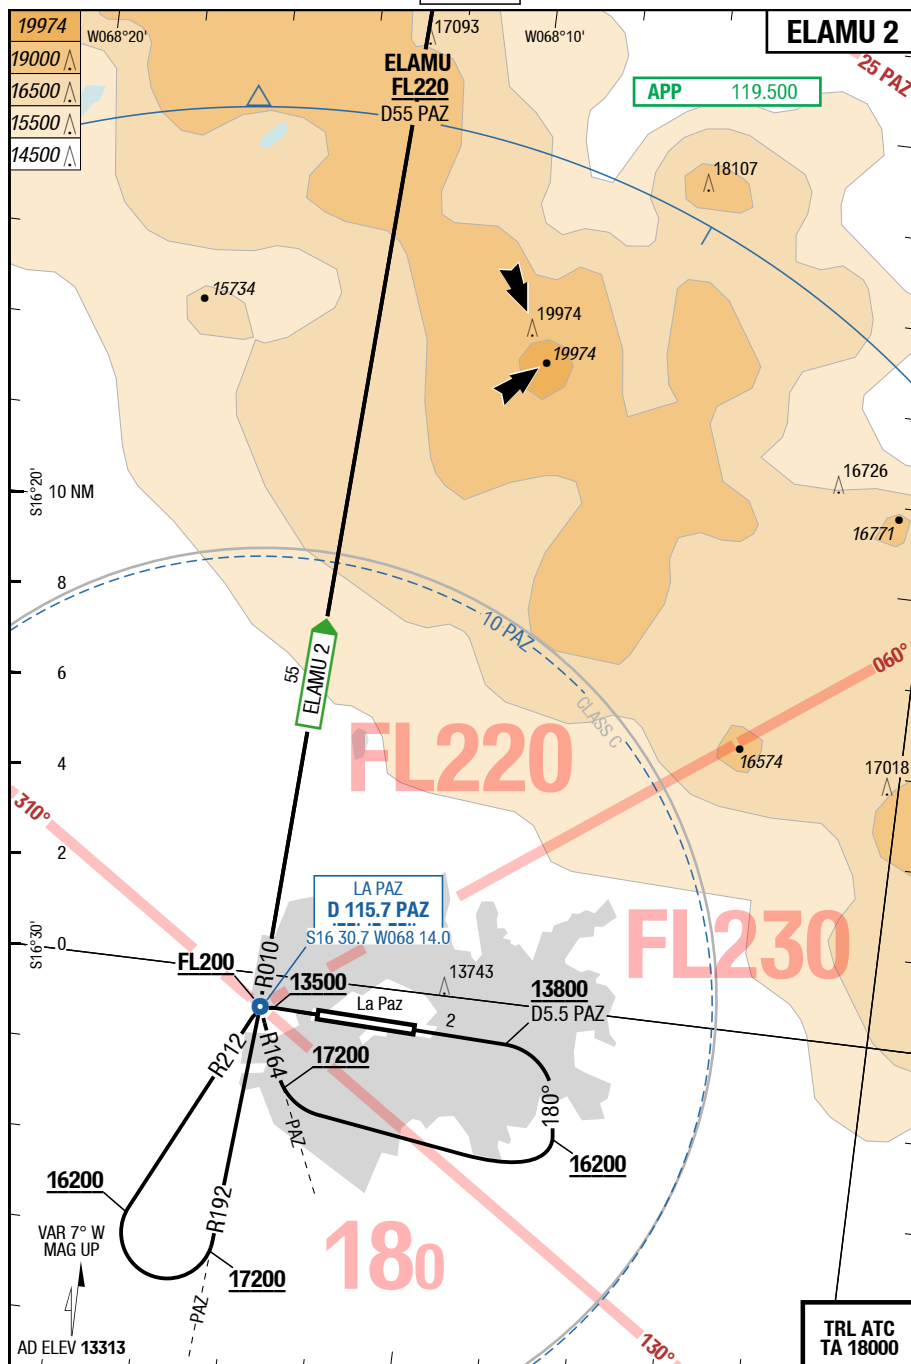 19974
19000
16500
15500
14500
W068°20'
17093
W068°10'
ELAMU 2
ELAMU
FL220
D55 PAZ
APP 119.500
25 PAZ
18107
15734
19974
19974
S16°20'
10 NM
16726
16771
8
10 PAZ
6
55
ELAMU 2
060°
CLASS C
FL220
16574
4
17018
310°
2
LA PAZ
D 115.7 PAZ
S16 30.7 W068 14.0
FL230
S16°30'
0
FL200
R010
13743
13500
13800
La Paz
2
D5.5 PAZ
R212
R164
17200
180°
PAZ
16200
16200
R192
VAR 7° W
MAG UP
17200
180
PAZ
130°
AD ELEV 13313
TRL ATC
TA 18000